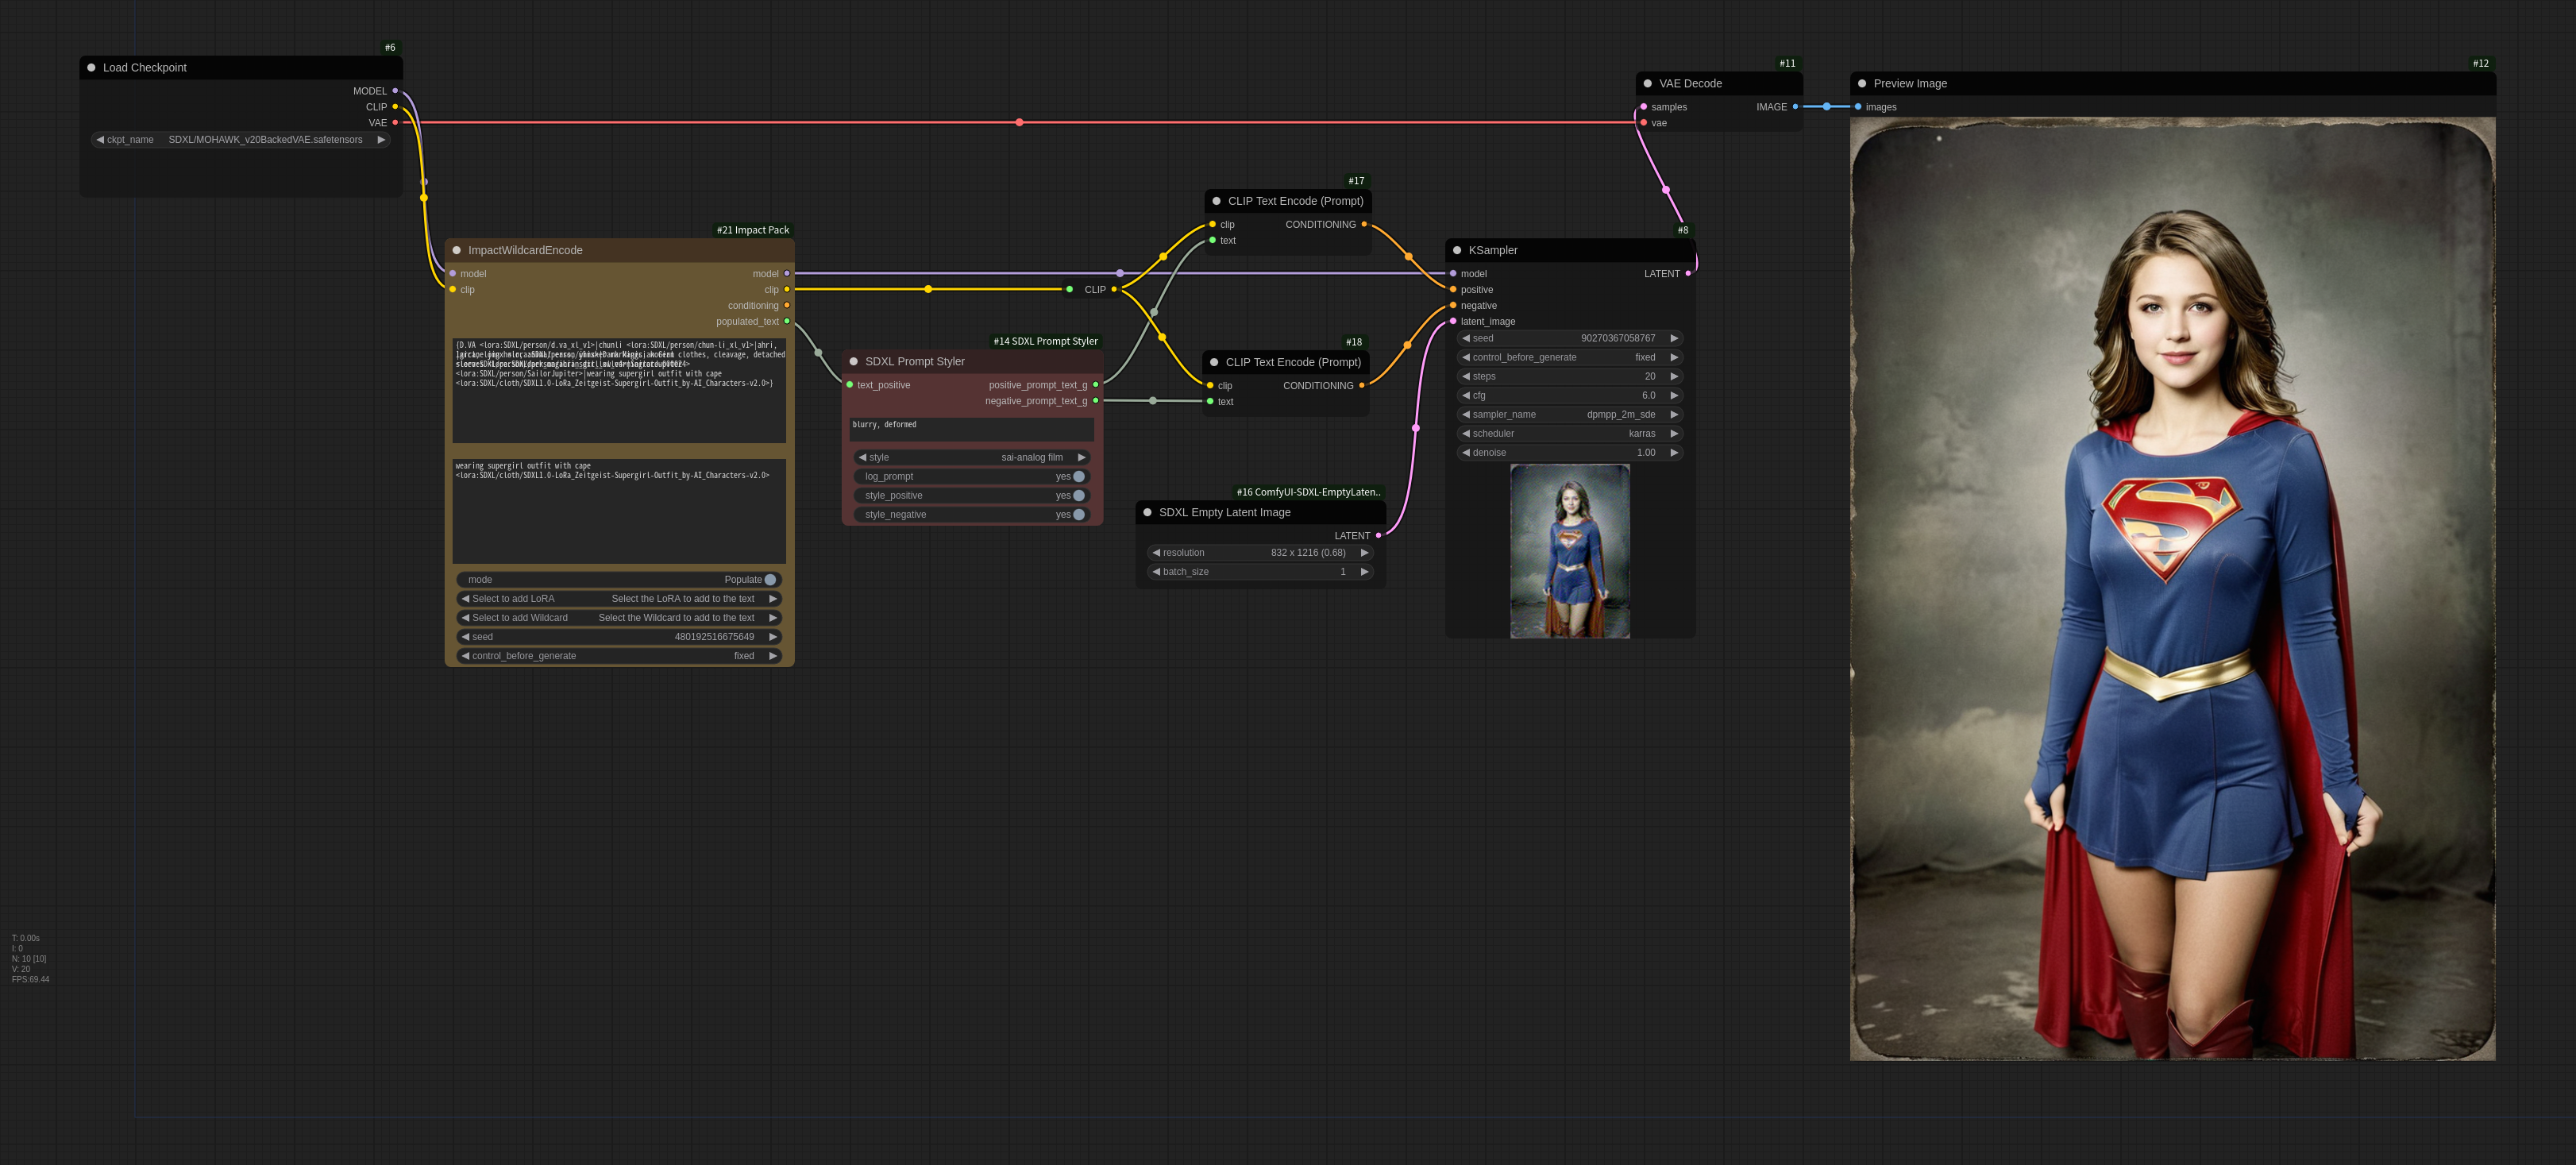 #6
Load Checkpoint
MODEL
CLIP
VAE
ckpt_name SDXL/MOHAWK_v20BackedVAE.safetensors
#21 Impact Pack
ImpactWildcardEncode
model model
clip clip
conditioning
populated_text
{D.VA <lora:SDXL/person/d.va_xl_v1>|chunli <lora:SDXL/person/chun-li_xl_v1>|ahri,
clothes, cleavage, detached
<lora:SDXL/person/SailorJupiter>|wearing supergirl outfit with cape
<lora:SDXL/cloth/SDXL1.0-LoRa_Zeitgeist-Supergirl-Outfit_by-AI_Characters-v2.0>}
wearing supergirl outfit with cape
<lora:SDXL/cloth/SDXL1.0-LoRa_Zeitgeist-Supergirl-Outfit_by-AI_Characters-v2.0>
mode Populate
Select to add LoRA Select the LoRA to add to the text
Select to add Wildcard Select the Wildcard to add to the text
seed 480192516675649
control_before_generate fixed
CLIP
#14 SDXL Prompt Styler
SDXL Prompt Styler
text_positive positive_prompt_text_g
negative_prompt_text_g
blurry, deformed
style sai-analog film
log_prompt yes
style_positive yes
style_negative yes
#17
CLIP Text Encode (Prompt)
clip CONDITIONING
text
#18
CLIP Text Encode (Prompt)
clip CONDITIONING
text
#16 ComfyUI-SDXL-EmptyLaten..
SDXL Empty Latent Image
LATENT
resolution 832 x 1216 (0.68)
batch_size 1
#8
KSampler
model LATENT
positive
negative
latent_image
seed 90270367058767
control_before_generate fixed
steps 20
cfg 6.0
sampler_name dpmpp_2m_sde
scheduler karras
denoise 1.00
#11
VAE Decode
samples IMAGE
vae
#12
Preview Image
images
T: 0.00s
I: 0
N: 10 [10]
V: 20
FPS:69.44